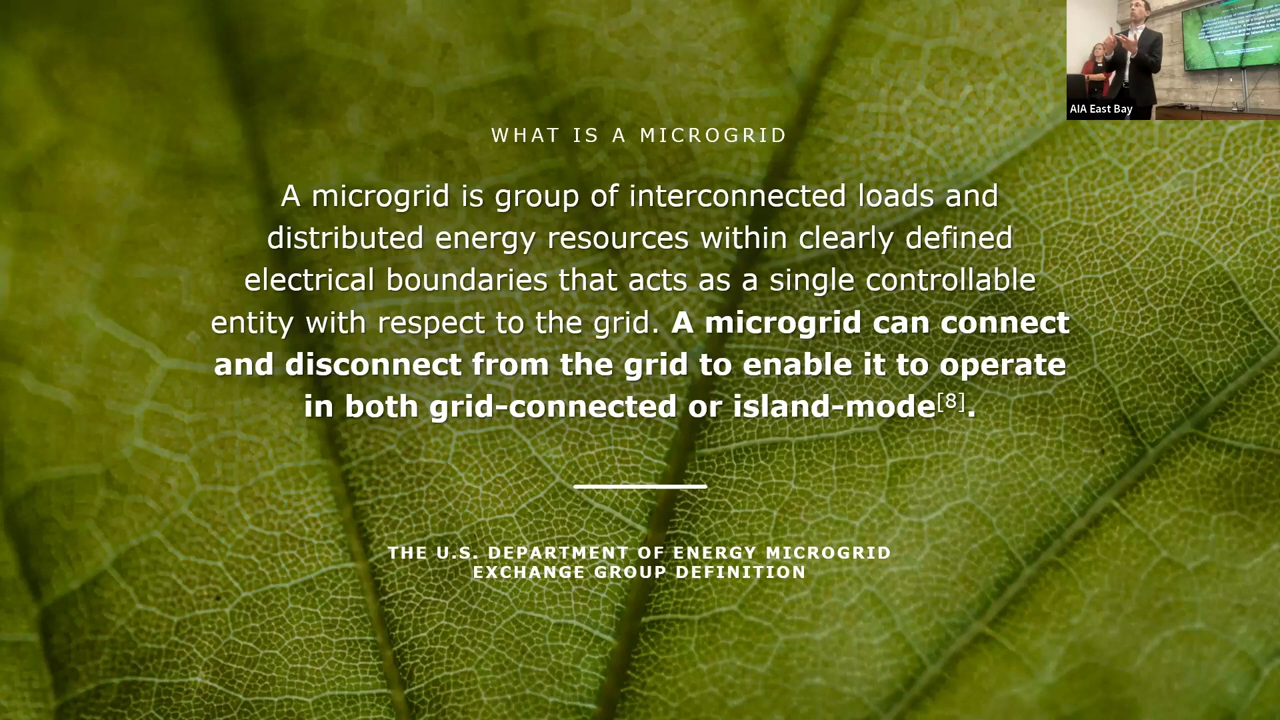 WHAT IS A MICROGRID
A microgrid is group of interconnected loads and
distributed energy resources within clearly defined
electrical boundaries that acts as a single controllable
entity with respect to the grid. A microgrid can connect
and disconnect from the grid to enable it to operate
in both grid-connected or island-mode[8].
THE U.S. DEPARTMENT OF ENERGY MICROGRID
EXCHANGE GROUP DEFINITION
AIA East Bay